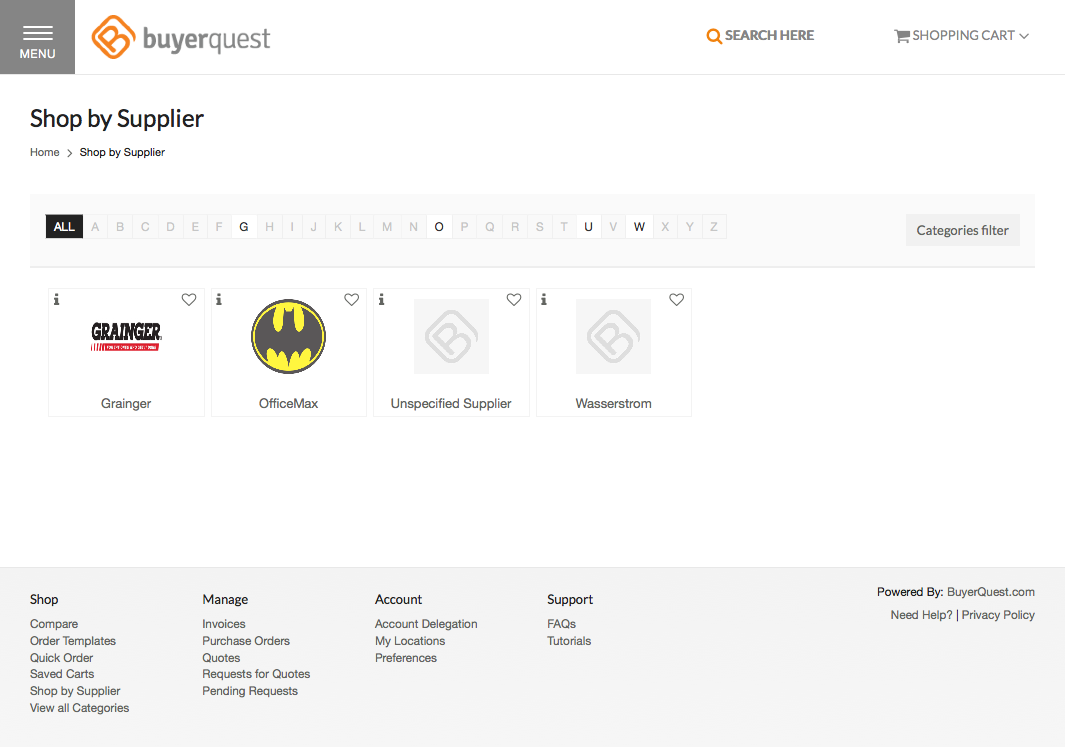 MENU
buyerquest
SEARCH HERE
SHOPPING CART
Shop by Supplier
Home > Shop by Supplier
ALL A B C D E F G H I J K L M N O P Q R S T U V W X Y Z
Categories filter
GRAINGER
Grainger
OfficeMax
Unspecified Supplier
Wasserstrom
Shop
Compare
Order Templates
Quick Order
Saved Carts
Shop by Supplier
View all Categories
Manage
Invoices
Purchase Orders
Quotes
Requests for Quotes
Pending Requests
Account
Account Delegation
My Locations
Preferences
Support
FAQs
Tutorials
Powered By: BuyerQuest.com
Need Help? | Privacy Policy